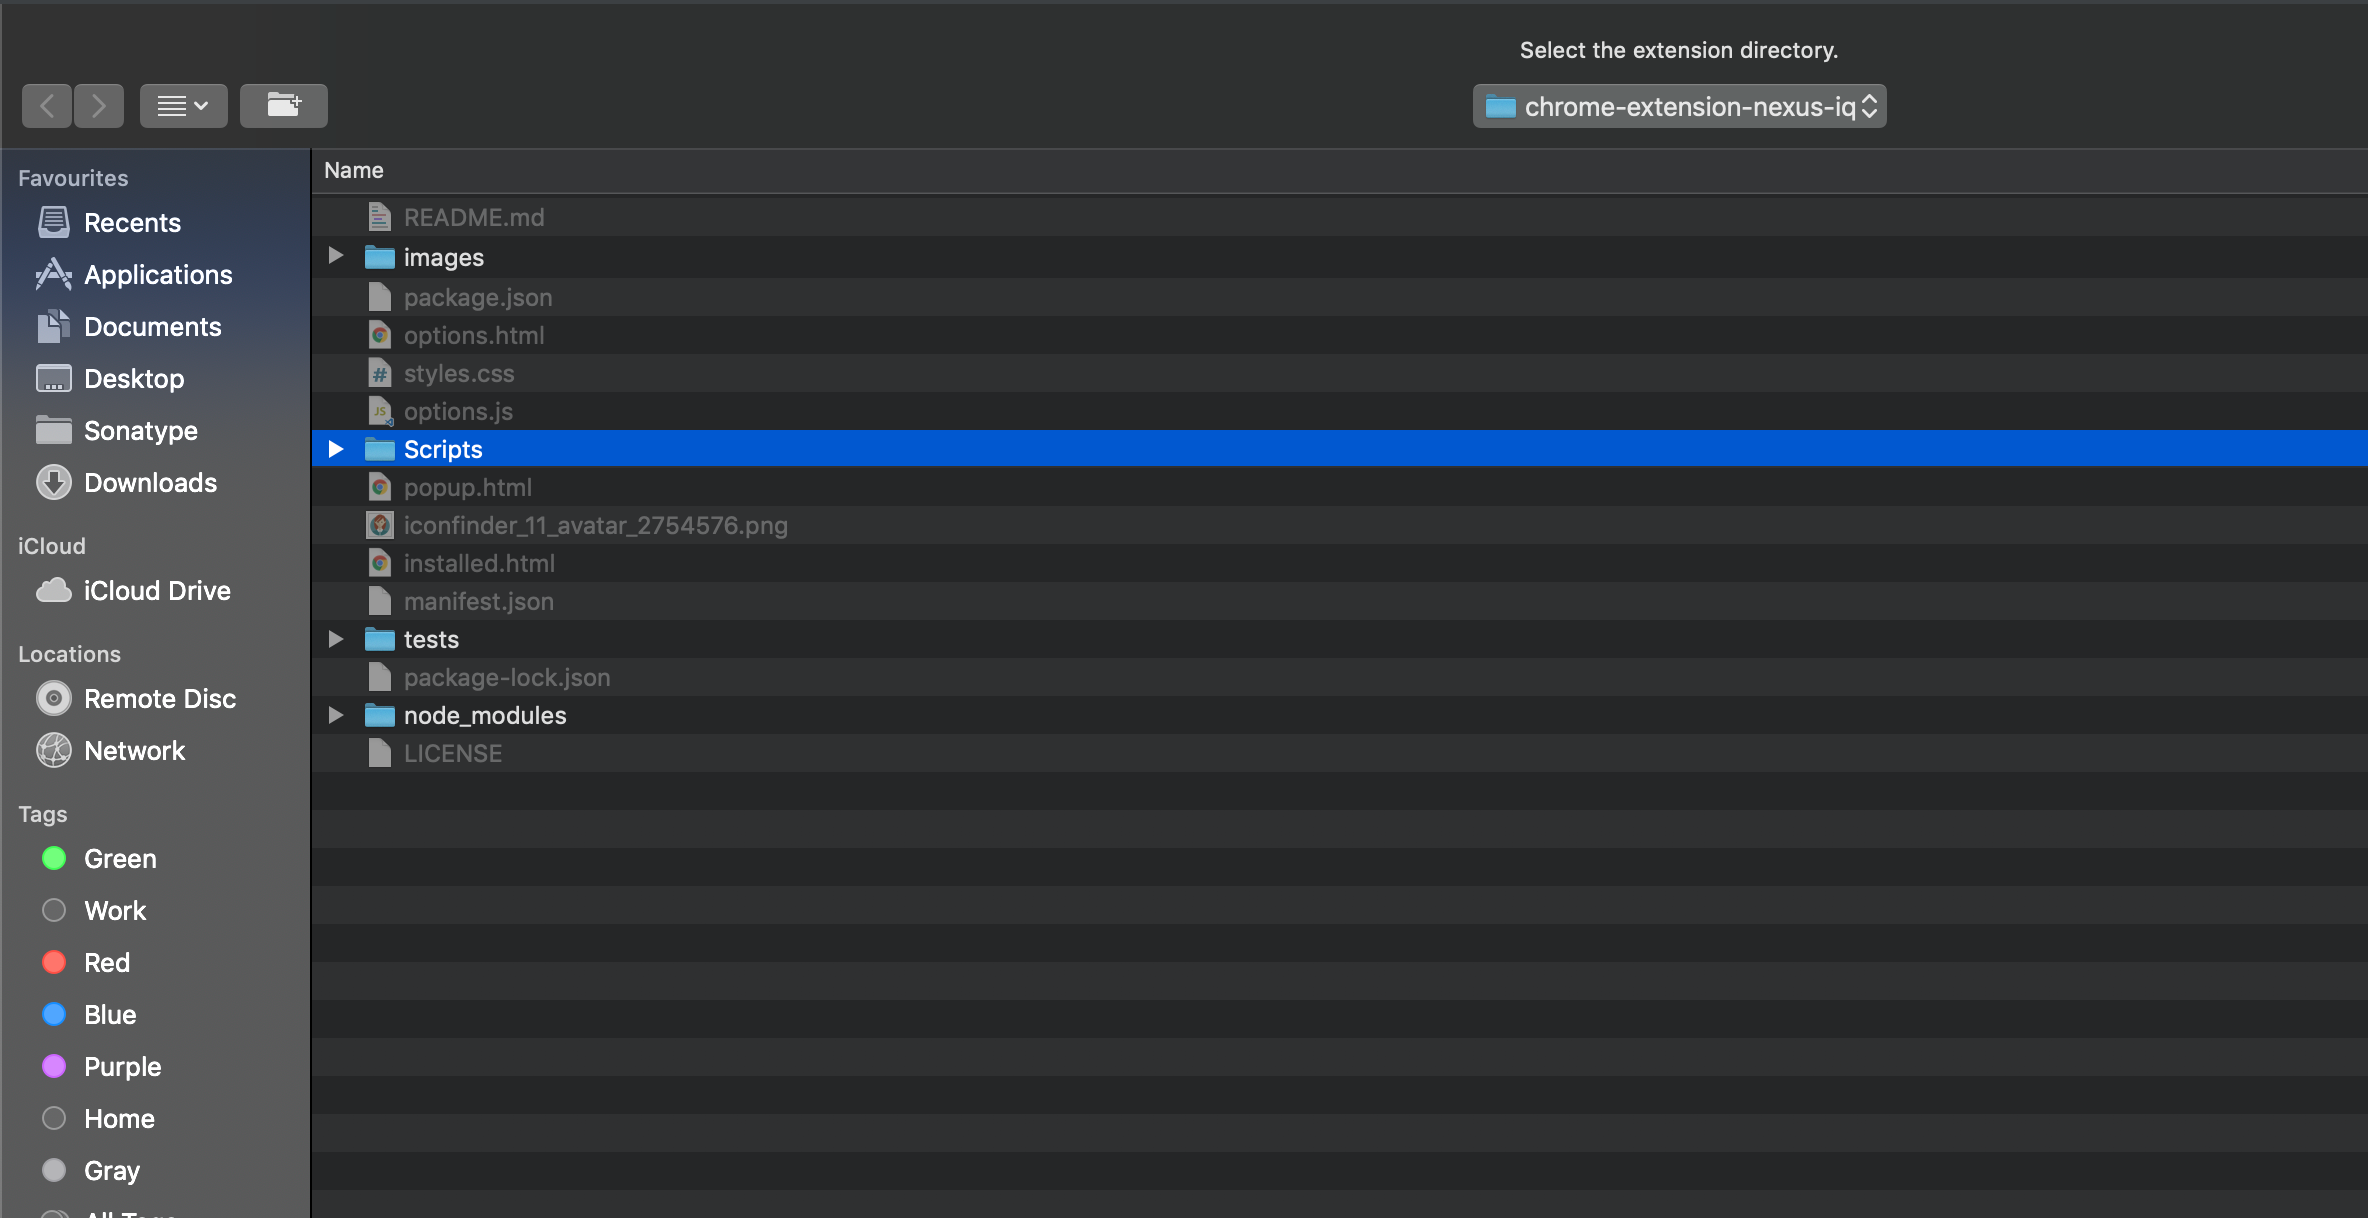 Select the extension directory.
chrome-extension-nexus-iq
Favourites
Recents
Applications
Documents
Desktop
Sonatype
Downloads
iCloud
iCloud Drive
Locations
Remote Disc
Network
Tags
Green
Work
Red
Blue
Purple
Home
Gray
Name
README.md
images
package.json
options.html
styles.css
options.js
Scripts
popup.html
iconfinder_11_avatar_2754576.png
installed.html
manifest.json
tests
package-lock.json
node_modules
LICENSE